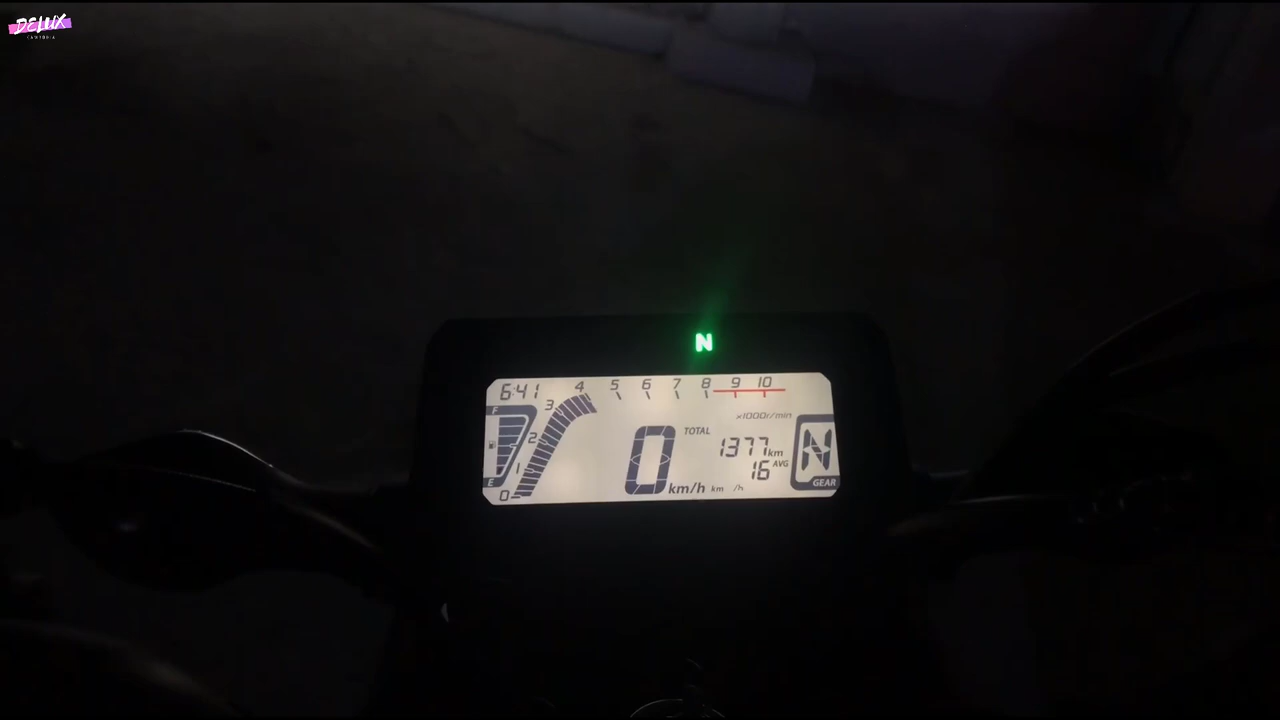 DELUX
CAMBODIA
N
6:41
4 5 6 7 8 9 10
3
F
x1000r/min
2
TOTAL
1377km
16 AVG
1
0 km/h km /h
N
E
GEAR
0